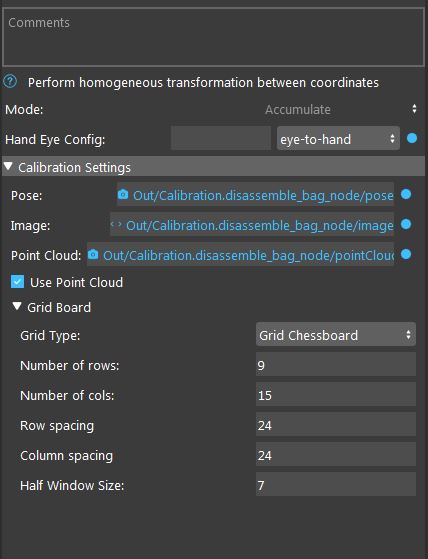 Comments
Perform homogeneous transformation between coordinates
Mode: Accumulate
Hand Eye Config: eye-to-hand
Calibration Settings
Pose: Out/Calibration.disassemble_bag_node/pose
Image: Out/Calibration.disassemble_bag_node/image
Point Cloud: Out/Calibration.disassemble_bag_node/pointCloud
Use Point Cloud
Grid Board
Grid Type: Grid Chessboard
Number of rows: 9
Number of cols: 15
Row spacing 24
Column spacing 24
Half Window Size: 7